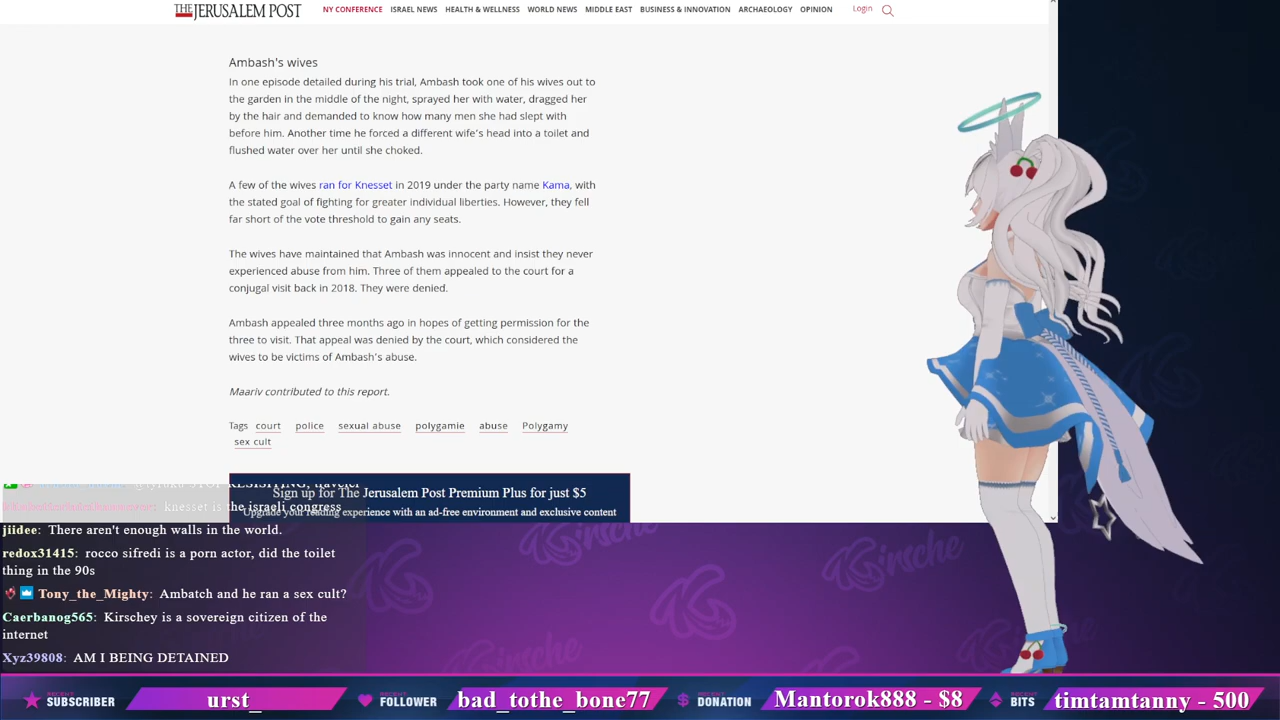 THE JERUSALEM POST
NY CONFERENCE ISRAEL NEWS HEALTH & WELLNESS WORLD NEWS MIDDLE EAST BUSINESS & INNOVATION ARCHAEOLOGY OPINION Login
Ambash's wives
In one episode detailed during his trial, Ambash took one of his wives out to
the garden in the middle of the night, sprayed her with water, dragged her
by the hair and demanded to know how many men she had slept with
before him. Another time he forced a different wife's head into a toilet and
flushed water over her until she choked.
A few of the wives ran for Knesset in 2019 under the party name Kama, with
the stated goal of fighting for greater individual liberties. However, they fell
far short of the vote threshold to gain any seats.
The wives have maintained that Ambash was innocent and insist they never
experienced abuse from him. Three of them appealed to the court for a
conjugal visit back in 2018. They were denied.
Ambash appealed three months ago in hopes of getting permission for the
three to visit. That appeal was denied by the court, which considered the
wives to be victims of Ambash's abuse.
Maariv contributed to this report.
Tags court police sexual abuse polygamie abuse Polygamy
sex cult
Sign up for The Jerusalem Post Premium Plus for just $5
Upgrade your reading experience with an ad-free environment and exclusive content
knesset is the israeli congress
jiidee: There aren't enough walls in the world.
redox31415: rocco sifredi is a porn actor, did the toilet
thing in the 90s
Tony_the_Mighty: Ambatch and he ran a sex cult?
Caerbanog565: Kirschey is a sovereign citizen of the
internet
Xyz39808: AM I BEING DETAINED
Kirsche
RECENT SUBSCRIBER urst_ RECENT FOLLOWER bad_tothe_bone77 RECENT DONATION Mantorok888 - $8 RECENT BITS timtamtanny - 500